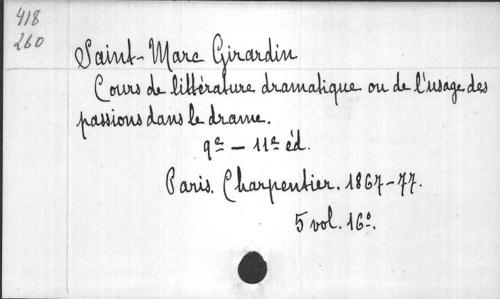 418
260
Saint-Marc Girardin
Cours de littérature dramatique ou de l'usage des
passions dans le drame.
9e – 11e éd.
Paris. Charpentier. 1867-77.
5 vol. 16º.